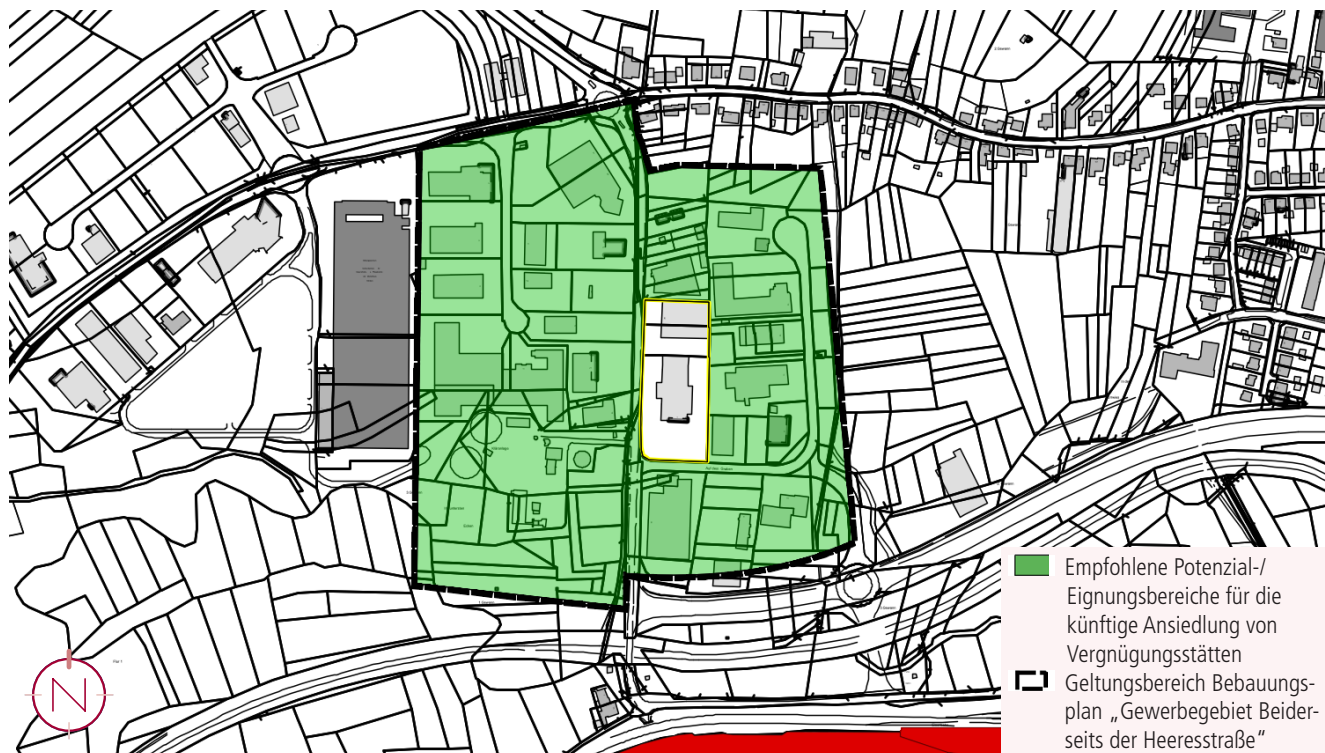 Empfohlene Potenzial-/
Eignungsbereiche für die
künftige Ansiedlung von
Vergnügungsstätten
Geltungsbereich Bebauungs-
plan „Gewerbegebiet Beider-
seits der Heeresstraße“
N